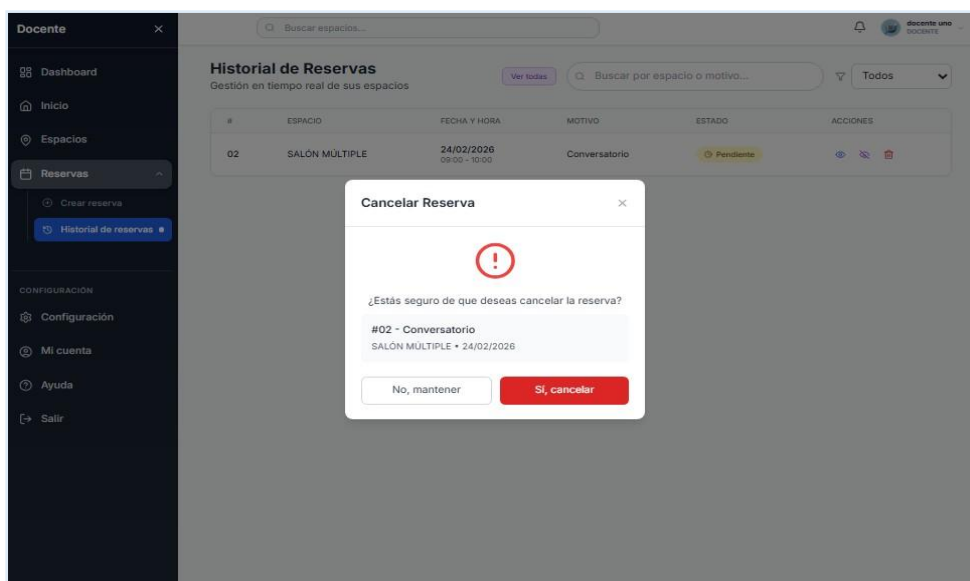 Docente
Buscar espacios...
docente uno
DOCENTE
Dashboard
Inicio
Espacios
Reservas
Crear reserva
Historial de reservas
CONFIGURACIÓN
Configuración
Mi cuenta
Ayuda
Salir
Historial de Reservas
Gestión en tiempo real de sus espacios
Ver todas
Buscar por espacio o motivo...
Todos
# ESPACIO FECHA Y HORA MOTIVO ESTADO ACCIONES
02 SALÓN MÚLTIPLE 24/02/2026 Conversatorio Pendiente
09:00 - 10:00
Cancelar Reserva
¿Estás seguro de que deseas cancelar la reserva?
#02 - Conversatorio
SALÓN MÚLTIPLE • 24/02/2026
No, mantener
Sí, cancelar